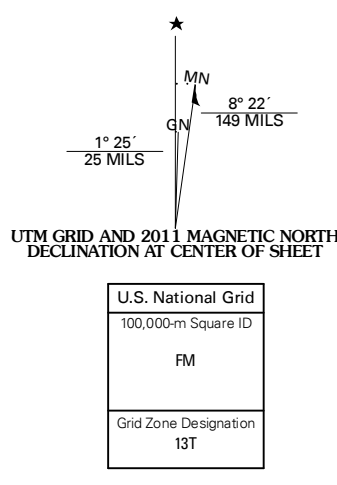 ★
MN
8° 22´
149 MILS
GN
1° 25´
25 MILS
UTM GRID AND 2011 MAGNETIC NORTH
DECLINATION AT CENTER OF SHEET
U.S. National Grid
100,000-m Square ID
FM
Grid Zone Designation
13T